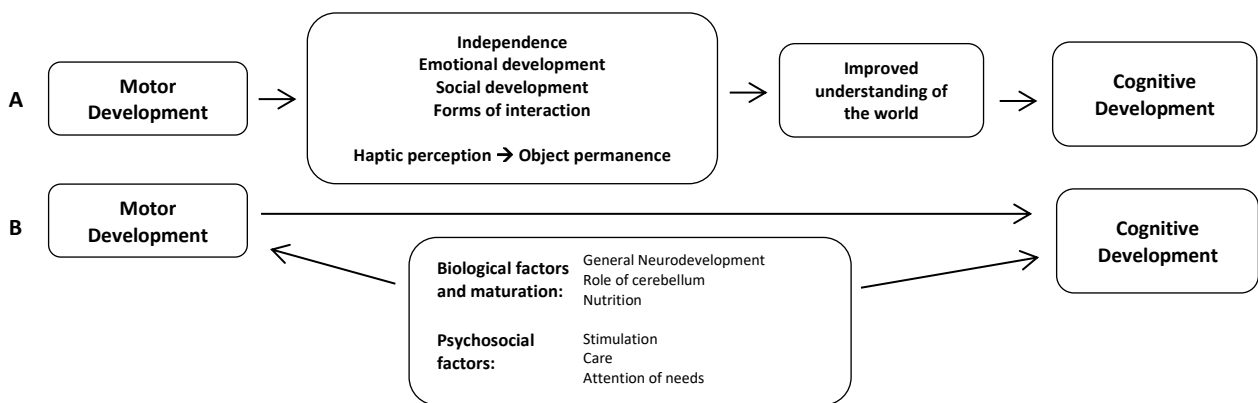 A
Motor
Development
Independence
Emotional development
Social development
Forms of interaction
Haptic perception → Object permanence
Improved
understanding of
the world
Cognitive
Development
B
Motor
Development
Biological factors
and maturation:
General Neurodevelopment
Role of cerebellum
Nutrition
Psychosocial
factors:
Stimulation
Care
Attention of needs
Cognitive
Development